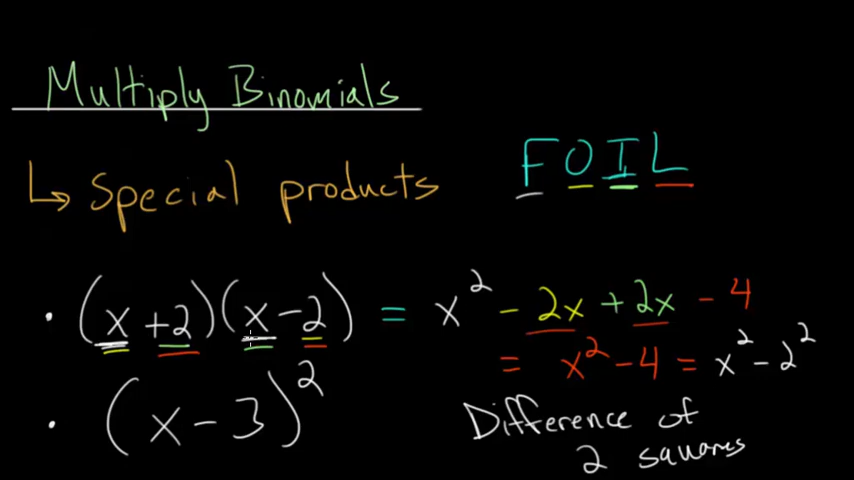 Multiply Binomials
↳ Special products
FOIL
• (x+2)(x-2) = x² - 2x + 2x - 4
= x² - 4 = x² - 2²
• (x-3)²
Difference of
2 squares